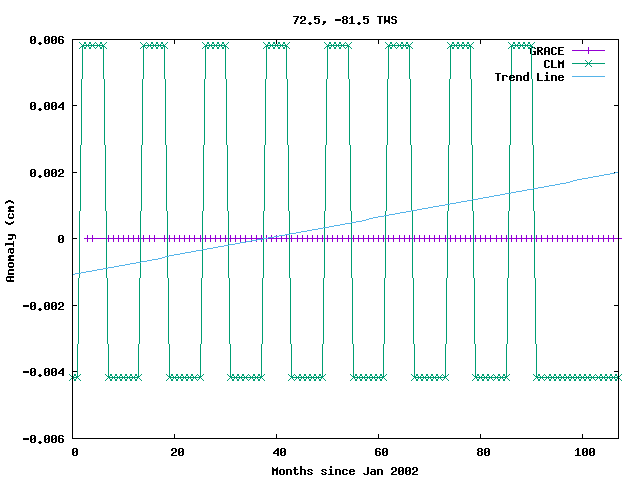 72.5, -81.5 TWS
0.006
GRACE
CLM
Trend Line
0.004
0.002
0
-0.002
-0.004
-0.006
Anomaly (cm)
0 20 40 60 80 100
Months since Jan 2002